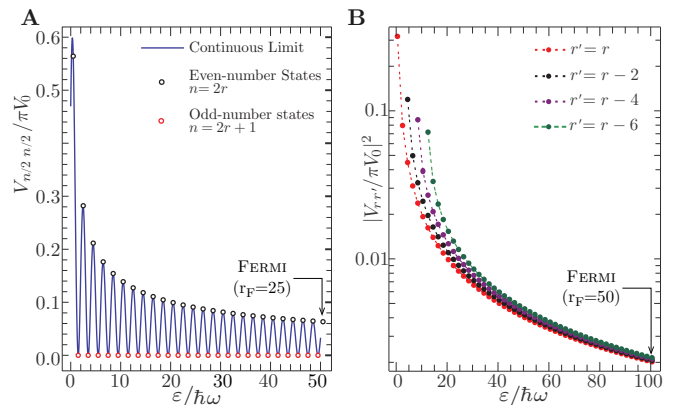 A
B
0.6
0.5
0.3
0.2
0.1
0.0
V_{n/2 n/2}/πV_0
Continuous Limit
Even-number States
n=2r
Odd-number states
n=2r+1
FERMI
(r_F=25)
0 10 20 30 40 50
ε/ħω
0.1
0.01
|V_{r r′}/πV_0|^2
r′=r
r′=r−2
r′=r−4
r′=r−6
FERMI
(r_F=50)
0 20 40 60 80 100
ε/ħω